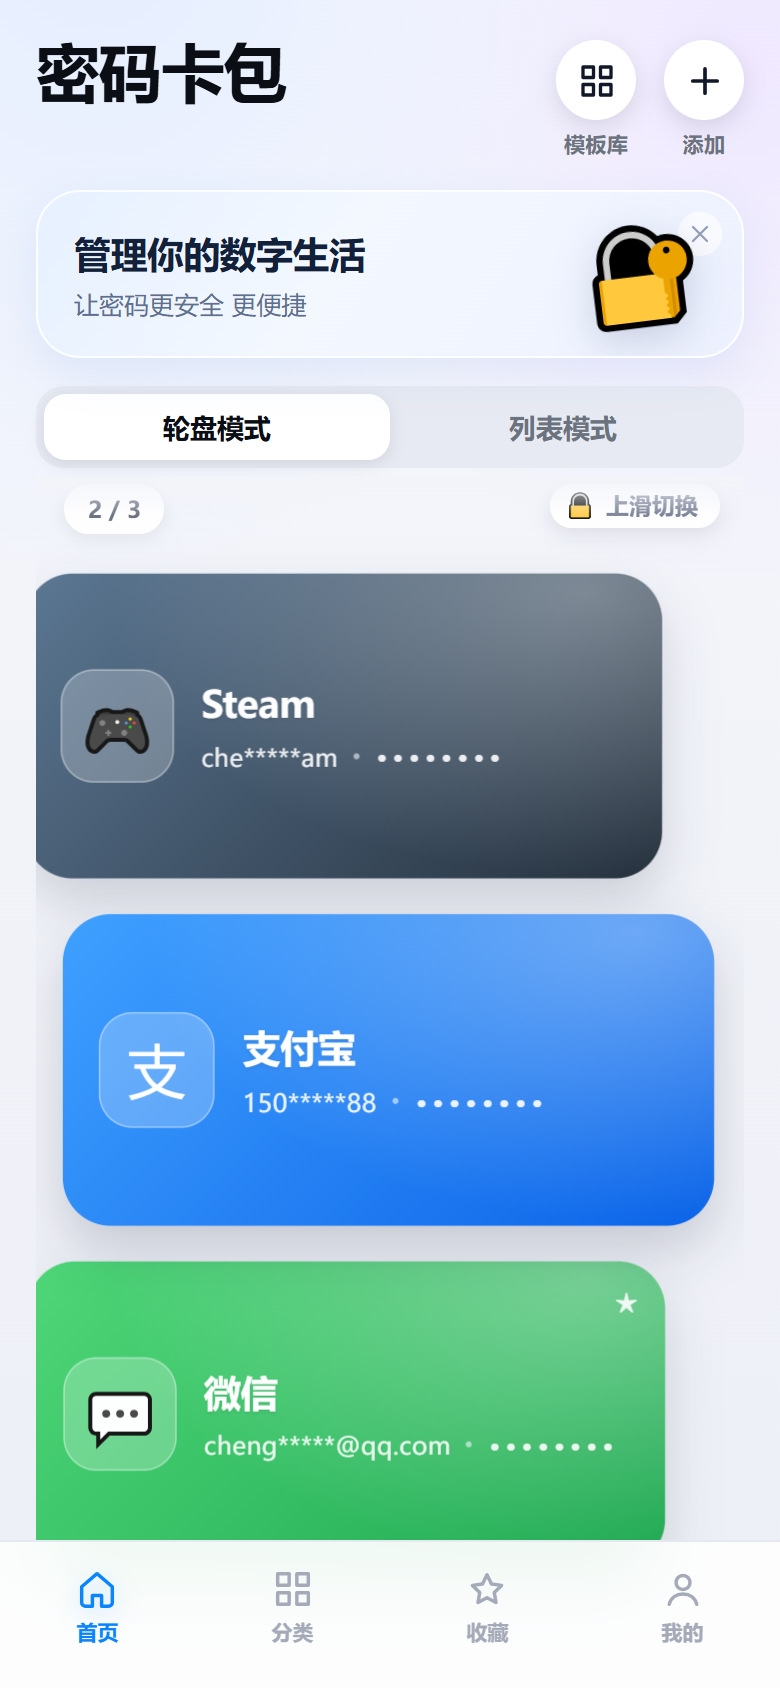 密码卡包
模板库
添加
管理你的数字生活
让密码更安全 更便捷
轮盘模式
列表模式
2 / 3
上滑切换
Steam
che*****am • ••••••••
支
支付宝
150*****88 • ••••••••
微信
cheng*****@qq.com • ••••••••
首页
分类
收藏
我的